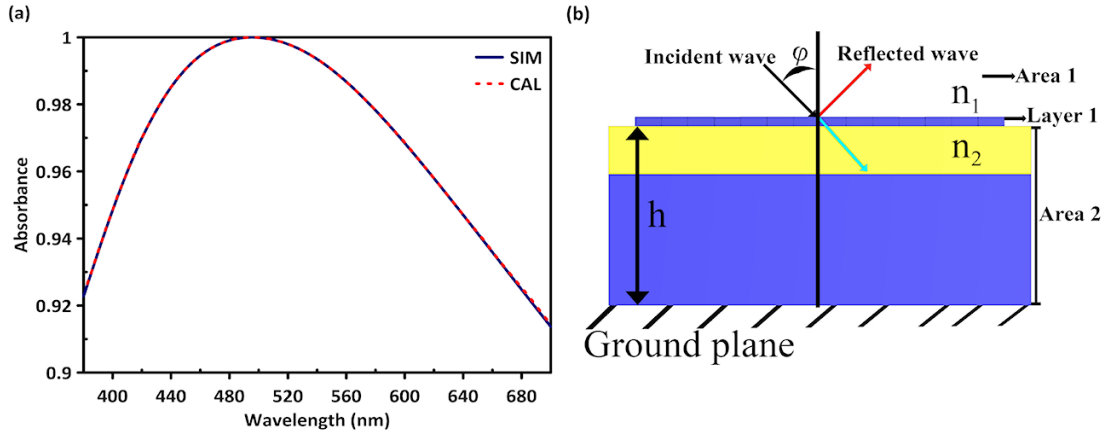 (a)
1
0.98
0.96
0.94
0.92
0.9
Absorbance
400 440 480 520 560 600 640 680
Wavelength (nm)
SIM
CAL
(b)
Incident wave φ Reflected wave
Area 1
n1
Layer 1
n2
h
Area 2
Ground plane